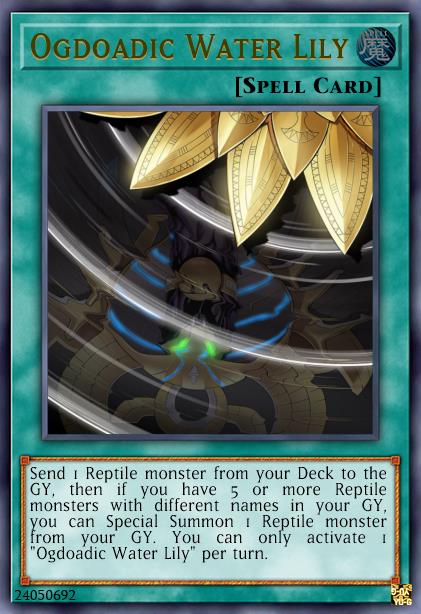 Ogdoadic Water Lily 魔
[Spell Card]
Send 1 Reptile monster from your Deck to the
GY, then if you have 5 or more Reptile
monsters with different names in your GY,
you can Special Summon 1 Reptile monster
from your GY. You can only activate 1
"Ogdoadic Water Lily" per turn.
24050692